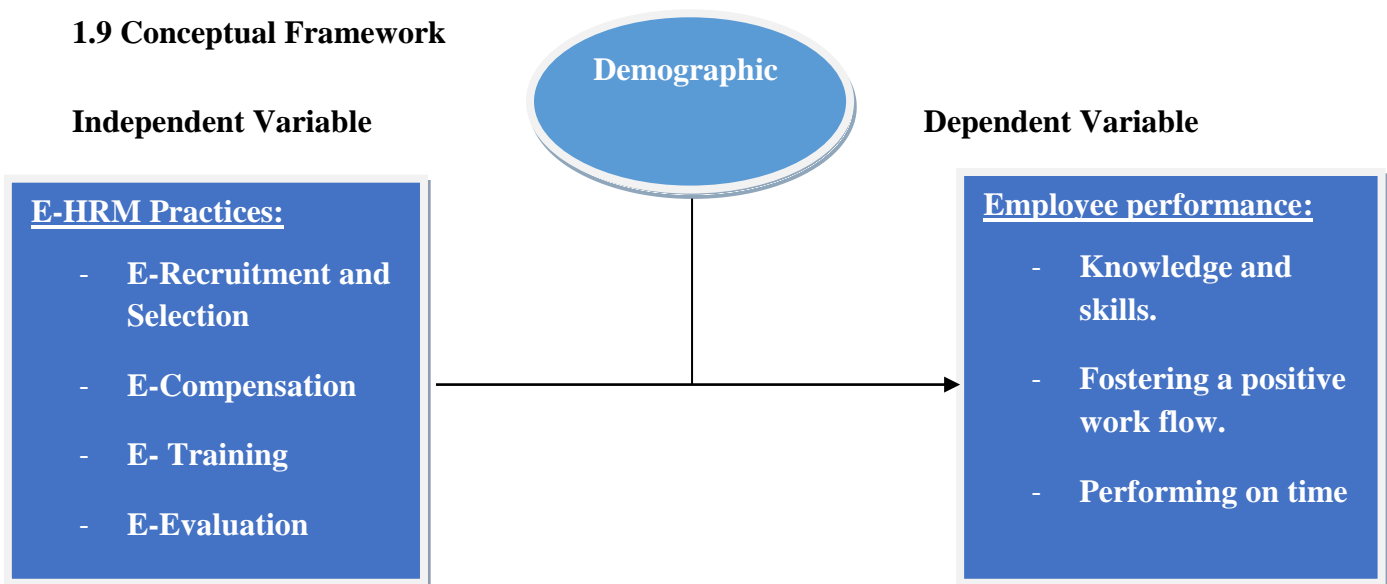 1.9 Conceptual Framework
Demographic
Independent Variable
Dependent Variable
E-HRM Practices:
- E-Recruitment and
Selection
- E-Compensation
- E- Training
- E-Evaluation
Employee performance:
- Knowledge and
skills.
- Fostering a positive
work flow.
- Performing on time